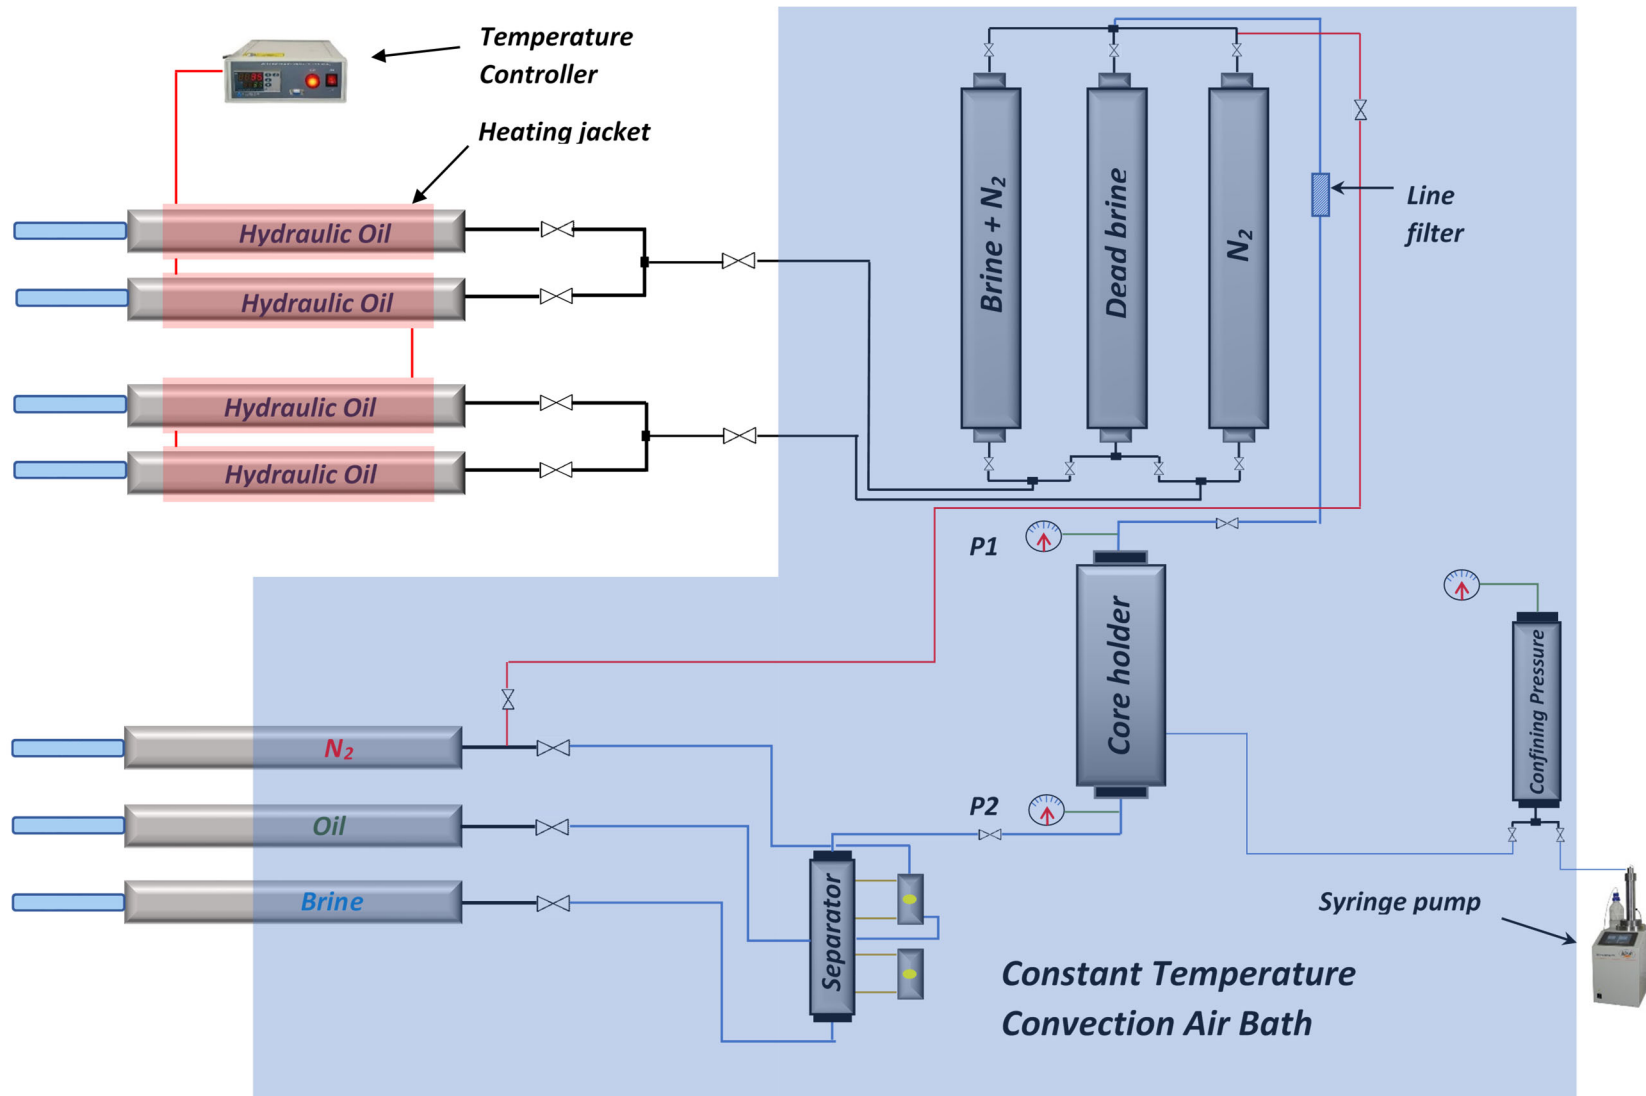 Temperature
Controller
Heating jacket
Hydraulic Oil
Hydraulic Oil
Hydraulic Oil
Hydraulic Oil
Brine + N₂
Dead brine
N₂
Line
filter
P1
Core holder
P2
Confining Pressure
N₂
Oil
Brine
Separator
Syringe pump
Constant Temperature
Convection Air Bath